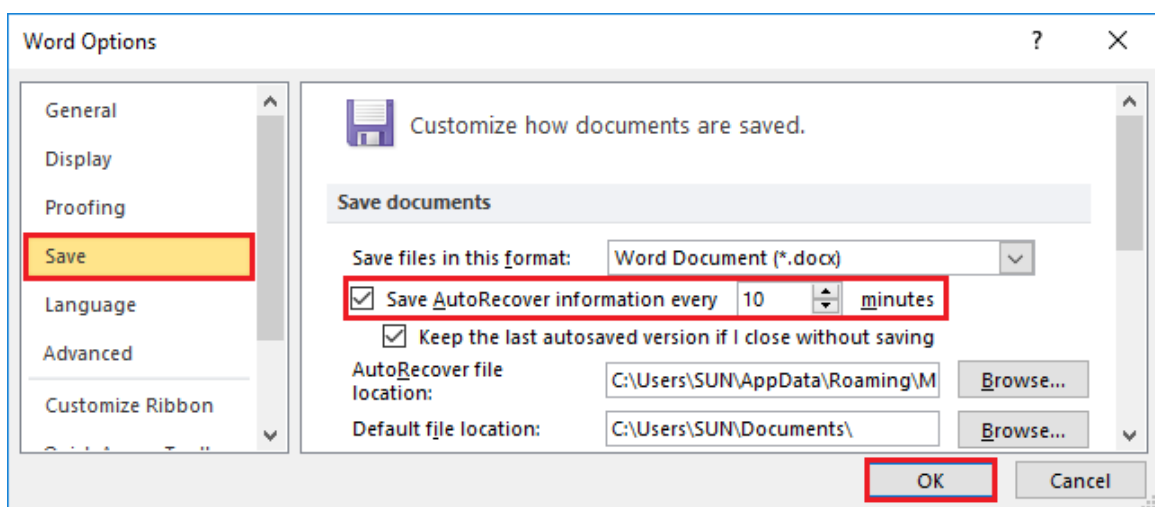 Word Options
?
General
Display
Proofing
Save
Language
Advanced
Customize Ribbon
Customize how documents are saved.
Save documents
Save files in this format: Word Document (*.docx)
Save AutoRecover information every 10 minutes
Keep the last autosaved version if I close without saving
AutoRecover file
location: C:\Users\SUN\AppData\Roaming\M Browse...
Default file location: C:\Users\SUN\Documents\ Browse...
OK Cancel